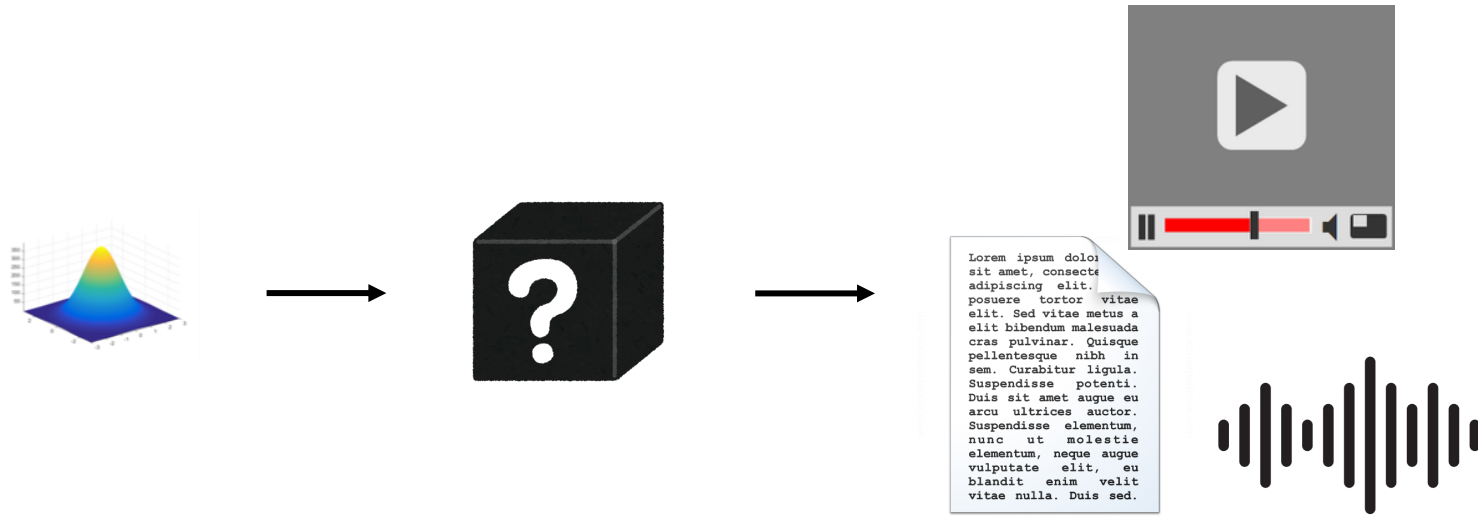 ?
Lorem ipsum dolor
sit amet, consecte
adipiscing elit.
posuere tortor vitae
elit. Sed vitae metus a
elit bibendum malesuada
cras pulvinar. Quisque
pellentesque nibh in
sem. Curabitur ligula.
Suspendisse potenti.
Duis sit amet augue eu
arcu ultrices auctor.
Suspendisse elementum,
nunc ut molestie
elementum, neque augue
vulputate elit, eu
blandit enim velit
vitae nulla. Duis sed.